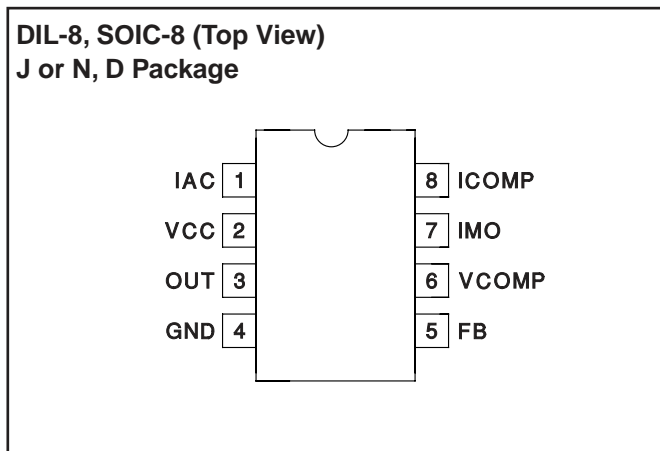 DIL-8, SOIC-8 (Top View)
J or N, D Package
IAC 1 8 ICOMP
VCC 2 7 IMO
OUT 3 6 VCOMP
GND 4 5 FB